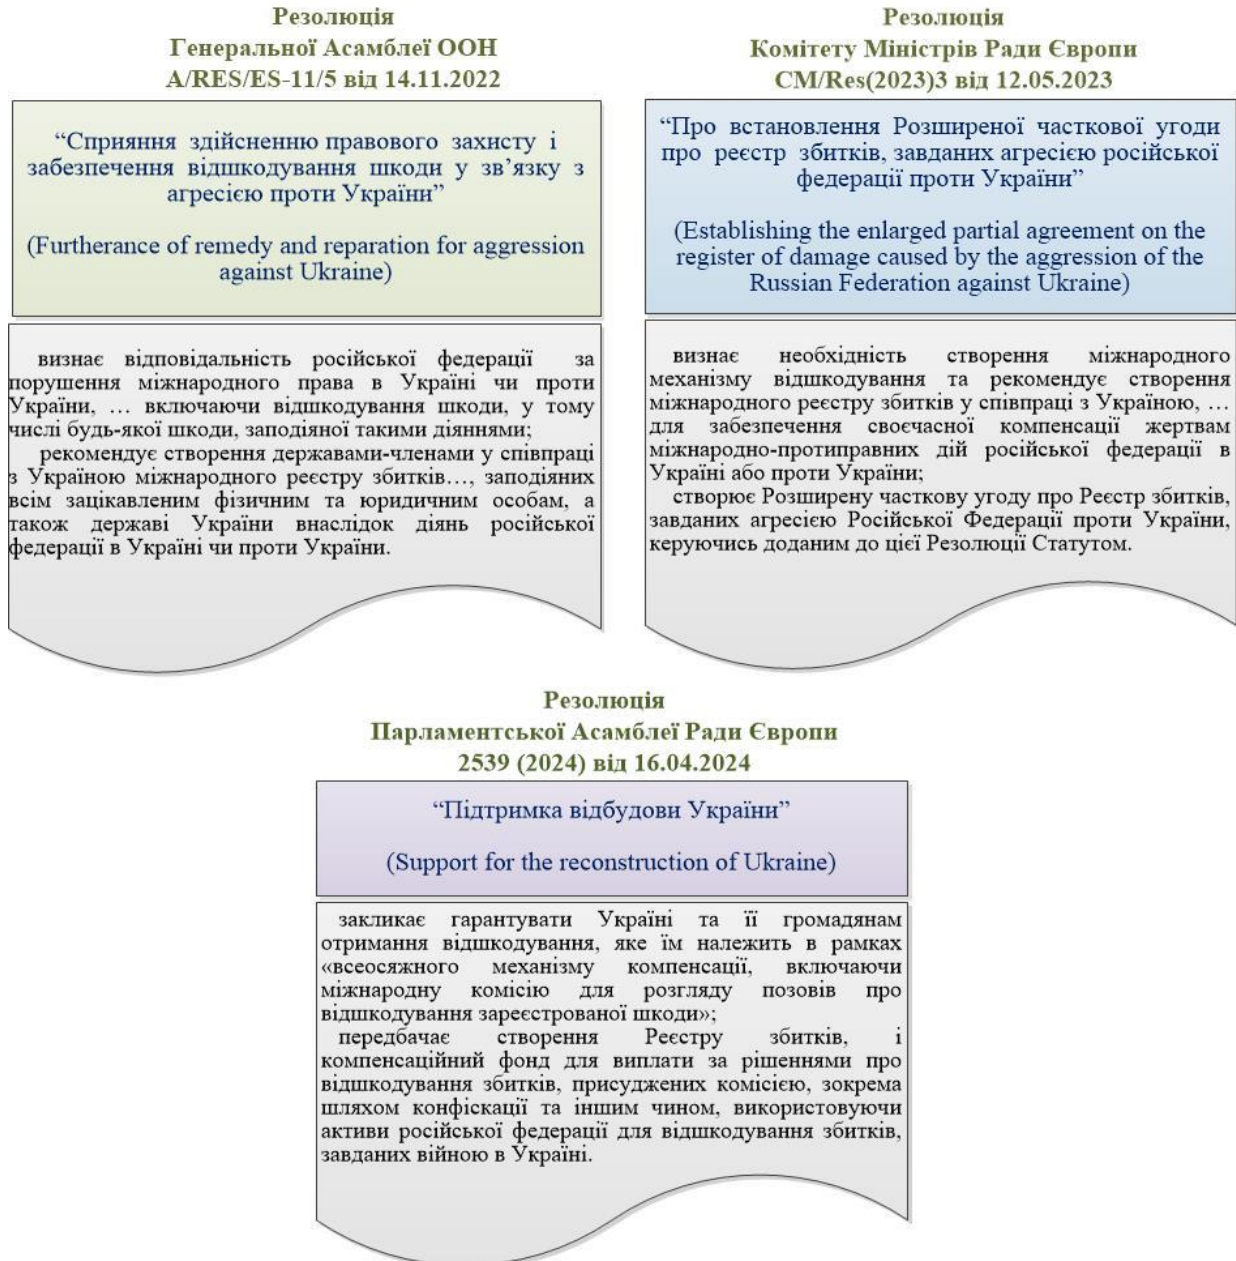 Резолюція
Генеральної Асамблеї ООН
A/RES/ES-11/5 від 14.11.2022
“Сприяння здійсненню правового захисту і
забезпечення відшкодування шкоди у зв’язку з
агресією проти України”
(Furtherance of remedy and reparation for aggression
against Ukraine)
визнає відповідальність російської федерації за
порушення міжнародного права в Україні чи проти
України, … включаючи відшкодування шкоди, у тому
числі будь-якої шкоди, заподіяної такими діяннями;
рекомендує створення державами-членами у співпраці
з Україною міжнародного реєстру збитків…, заподіяних
всім зацікавленим фізичним та юридичним особам, а
також державі України внаслідок діянь російської
федерації в Україні чи проти України.
Резолюція
Комітету Міністрів Ради Європи
CM/Res(2023)3 від 12.05.2023
“Про встановлення Розширеної часткової угоди
про реєстр збитків, завданих агресією російської
федерації проти України”
(Establishing the enlarged partial agreement on the
register of damage caused by the aggression of the
Russian Federation against Ukraine)
визнає необхідність створення міжнародного
механізму відшкодування та рекомендує створення
міжнародного реєстру збитків у співпраці з Україною, …
для забезпечення своєчасної компенсації жертвам
міжнародно-протиправних дій російської федерації в
Україні або проти України;
створює Розширену часткову угоду про Реєстр збитків,
завданих агресією Російської Федерації проти України,
керуючись доданим до цієї Резолюції Статутом.
Резолюція
Парламентської Асамблеї Ради Європи
2539 (2024) від 16.04.2024
“Підтримка відбудови України”
(Support for the reconstruction of Ukraine)
закликає гарантувати Україні та її громадянам
отримання відшкодування, яке їм належить в рамках
«всеосяжного механізму компенсації, включаючи
міжнародну комісію для розгляду позовів про
відшкодування зареєстрованої шкоди»;
передбачає створення Реєстру збитків, і
компенсаційний фонд для виплати за рішеннями про
відшкодування збитків, присуджених комісією, зокрема
шляхом конфіскації та іншим чином, використовуючи
активи російської федерації для відшкодування збитків,
завданих війною в Україні.